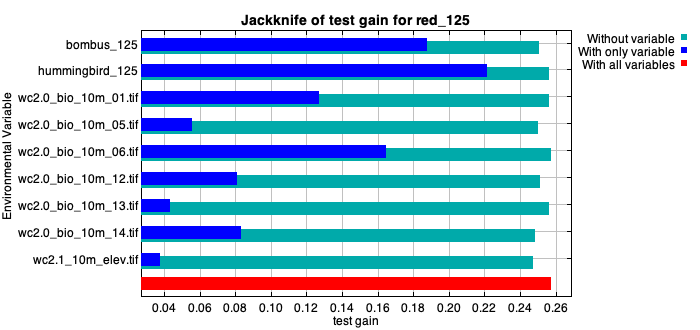 Jackknife of test gain for red_125
Without variable
With only variable
With all variables
Environmental Variable
bombus_125
hummingbird_125
wc2.0_bio_10m_01.tif
wc2.0_bio_10m_05.tif
wc2.0_bio_10m_06.tif
wc2.0_bio_10m_12.tif
wc2.0_bio_10m_13.tif
wc2.0_bio_10m_14.tif
wc2.1_10m_elev.tif
0.04 0.06 0.08 0.10 0.12 0.14 0.16 0.18 0.20 0.22 0.24 0.26
test gain